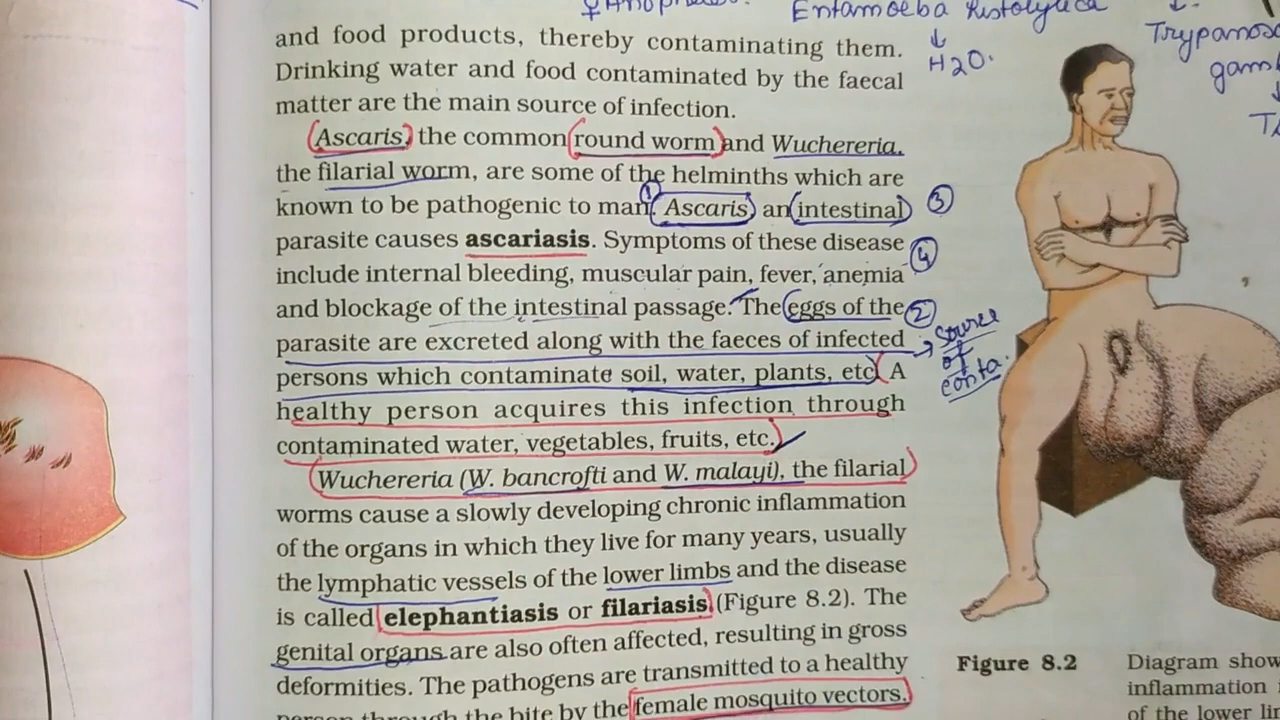 Entamoeba histolytica
↓
H2O.
and food products, thereby contaminating them.
Drinking water and food contaminated by the faecal
matter are the main source of infection.
Ascaris, the common round worm and Wuchereria,
the filarial worm, are some of the helminths which are
known to be pathogenic to man. Ascaris, an intestinal
parasite causes ascariasis. Symptoms of these disease
include internal bleeding, muscular pain, fever, anemia
and blockage of the intestinal passage. The eggs of the
parasite are excreted along with the faeces of infected
persons which contaminate soil, water, plants, etc. A
healthy person acquires this infection through
contaminated water, vegetables, fruits, etc.
Wuchereria (W. bancrofti and W. malayi), the filarial
worms cause a slowly developing chronic inflammation
of the organs in which they live for many years, usually
the lymphatic vessels of the lower limbs and the disease
is called elephantiasis or filariasis (Figure 8.2). The
genital organs are also often affected, resulting in gross
deformities. The pathogens are transmitted to a healthy
person through the bite by the female mosquito vectors.
1
3
4
2
→ source
of
conta.
Figure 8.2
Diagram show
inflammation
of the lower